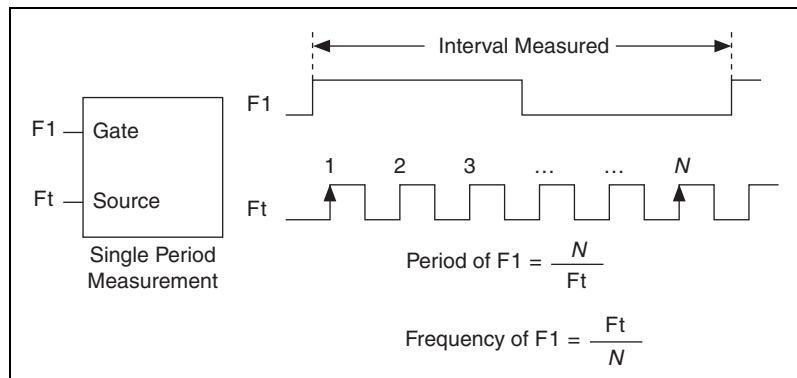 Interval Measured
F1
F1 Gate
1 2 3 … … N
Ft Source
Ft
Single Period
Measurement
Period of F1 = N
Ft
Frequency of F1 = Ft
N